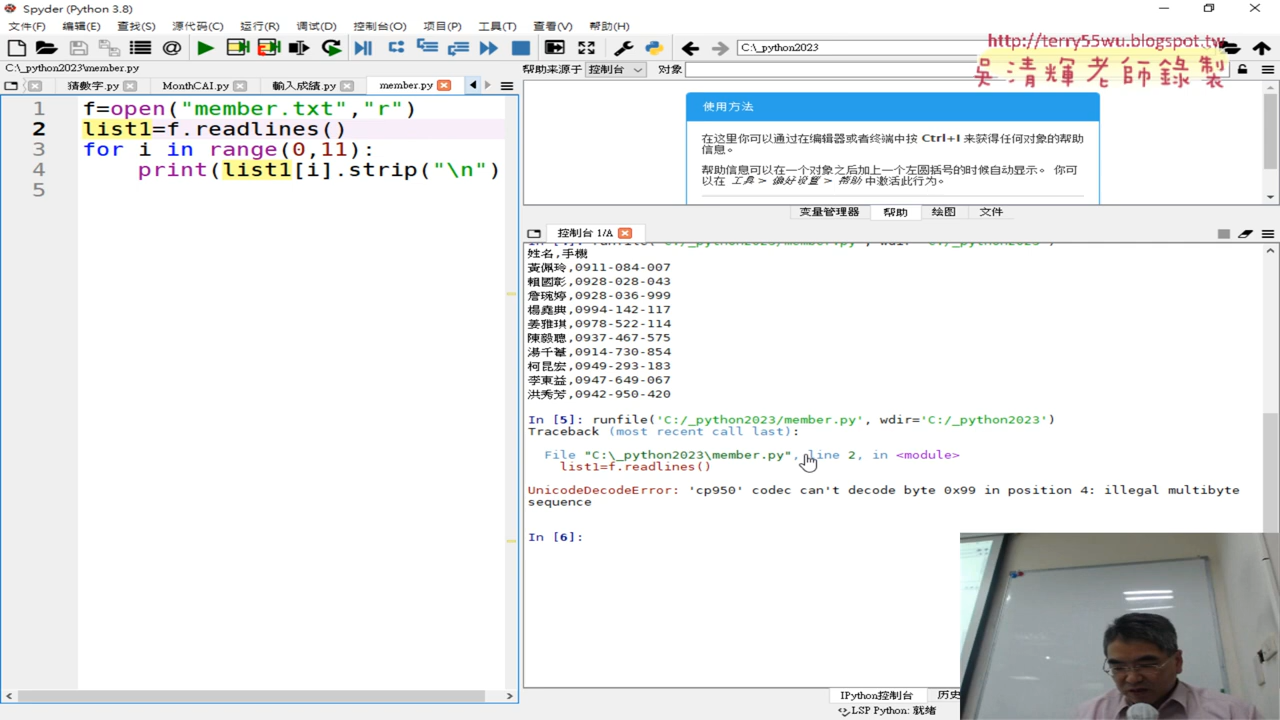 Spyder (Python 3.8)
文件(F) 编辑(E) 查找(S) 源代码(C) 运行(R) 调试(D) 控制台(O) 项目(P) 工具(T) 查看(V) 帮助(H)
C:\_python2023
http://terry55wu.blogspot.tw
吳清輝老師錄製
C:\_python2023\member.py
猜數字.py MonthCAI.py 輸入成績.py member.py
帮助来源于 控制台 对象
1 f=open("member.txt","r")
2 list1=f.readlines()
3 for i in range(0,11):
4 print(list1[i].strip("\n")
5
使用方法
在这里你可以通过在编辑器或者终端中按 Ctrl+I 来获得任何对象的帮助
信息。
帮助信息可以在一个对象之后加上一个左圆括号的时候自动显示。 你可
以在 工具 > 偏好设置 > 帮助 中激活此行为。
变量管理器 帮助 绘图 文件
控制台 1/A
In [4]: runfile('C:/_python2023/member.py', wdir='C:/_python2023')
姓名,手機
黃佩玲,0911-084-007
賴國彰,0928-028-043
詹琬婷,0928-036-999
楊堯典,0994-142-117
姜雅琪,0978-522-114
陳毅聰,0937-467-575
湯千蕙,0914-730-854
柯昆宏,0949-293-183
李東益,0947-649-067
洪秀芳,0942-950-420
In [5]: runfile('C:/_python2023/member.py', wdir='C:/_python2023')
Traceback (most recent call last):
File "C:\_python2023\member.py", line 2, in <module>
list1=f.readlines()
UnicodeDecodeError: 'cp950' codec can't decode byte 0x99 in position 4: illegal multibyte
sequence
In [6]:
IPython控制台 历史
LSP Python: 就绪